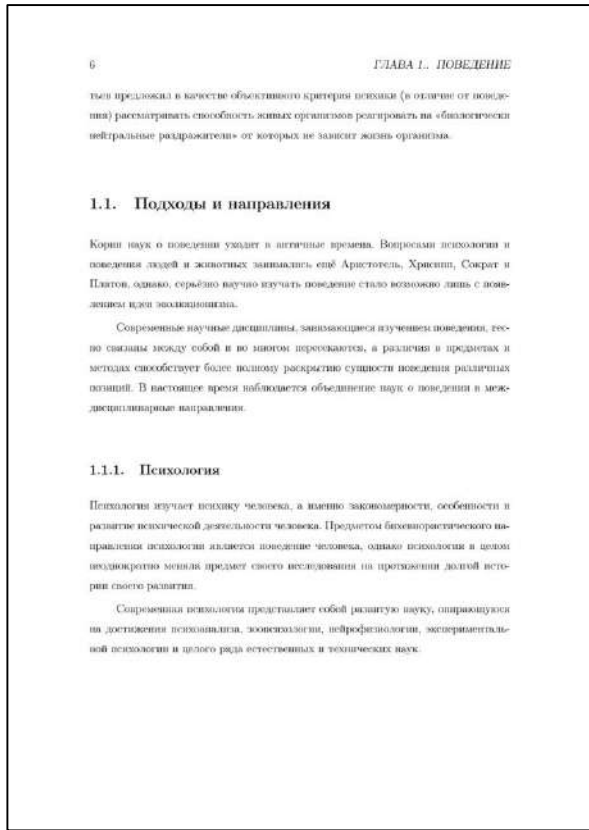 6 ГЛАВА 1.. ПОВЕДЕНИЕ
тьев предложил в качестве объективного критерия психики (в отличие от поведе-
ния) рассматривать способность живых организмов реагировать на «биологически
нейтральные раздражители» от которых не зависит жизнь организма.
1.1. Подходы и направления
Корни наук о поведении уходят в античные времена. Вопросами психологии и
поведения людей и животных занимались ещё Аристотель, Хрисипп, Сократ и
Платон, однако, серьёзно научно изучать поведение стало возможно лишь с появ-
лением идеи эволюционизма.
Современные научные дисциплины, занимающиеся изучением поведения, тес-
но связаны между собой и во многом пересекаются, а различия в предметах и
методах способствует более полному раскрытию сущности поведения различных
позиций. В настоящее время наблюдается объединение наук о поведении в меж-
дисциплинарные направления.
1.1.1. Психология
Психология изучает психику человека, а именно закономерности, особенности и
развитие психической деятельности человека. Предметом бихевиористического на-
правления психологии является поведение человека, однако психология в целом
неоднократно меняла предмет своего исследования на протяжении долгой исто-
рии своего развития.
Современная психология представляет собой развитую науку, опирающуюся
на достижения психоанализа, зоопсихологии, нейрофизиологии, эксперименталь-
ной психологии и целого ряда естественных и технических наук.